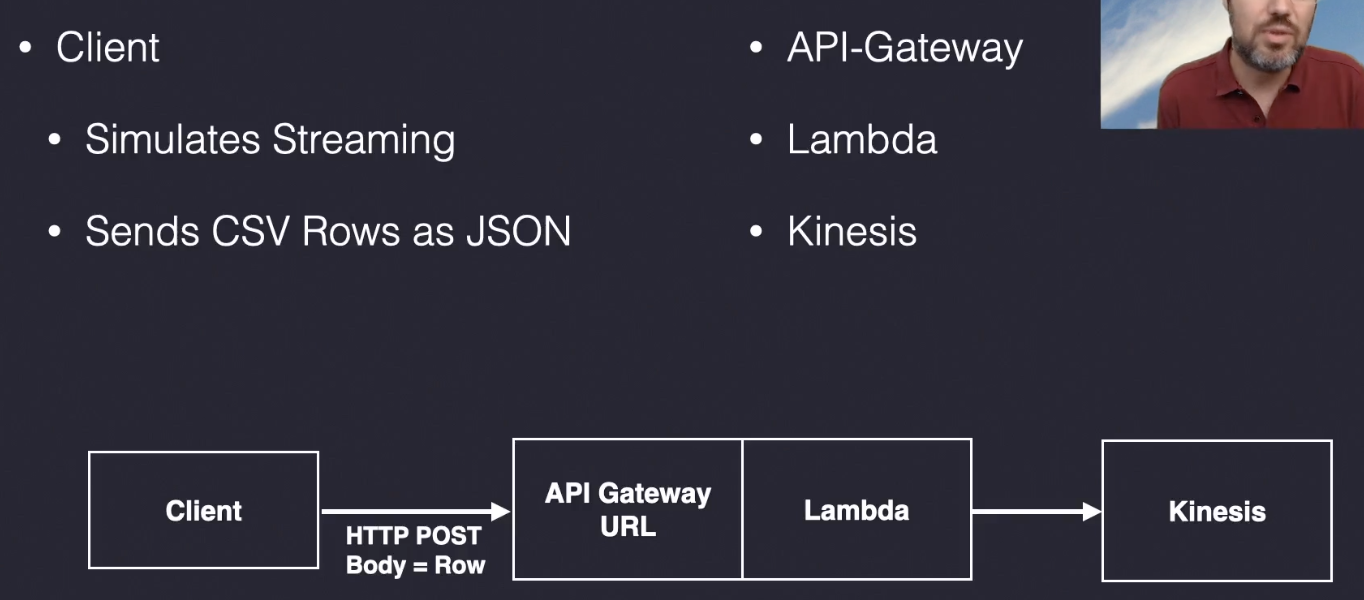 Client
Simulates Streaming
Sends CSV Rows as JSON
API-Gateway
Lambda
Kinesis
Client
HTTP POST
Body = Row
API Gateway
URL
Lambda
Kinesis